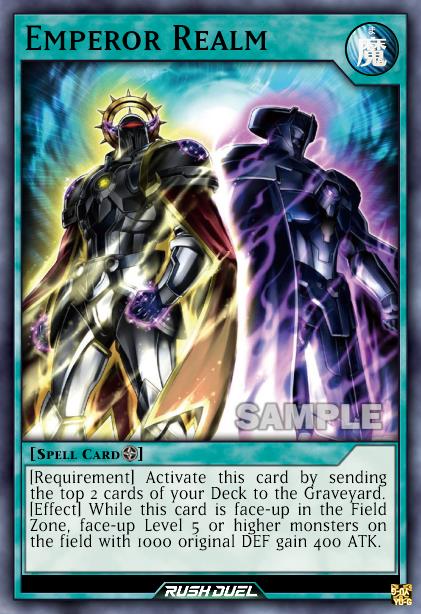 EMPEROR REALM
ま
魔
SAMPLE
[SPELL CARD]
[Requirement] Activate this card by sending
the top 2 cards of your Deck to the Graveyard.
[Effect] While this card is face-up in the Field
Zone, face-up Level 5 or higher monsters on
the field with 1000 original DEF gain 400 ATK.
RUSH DUEL